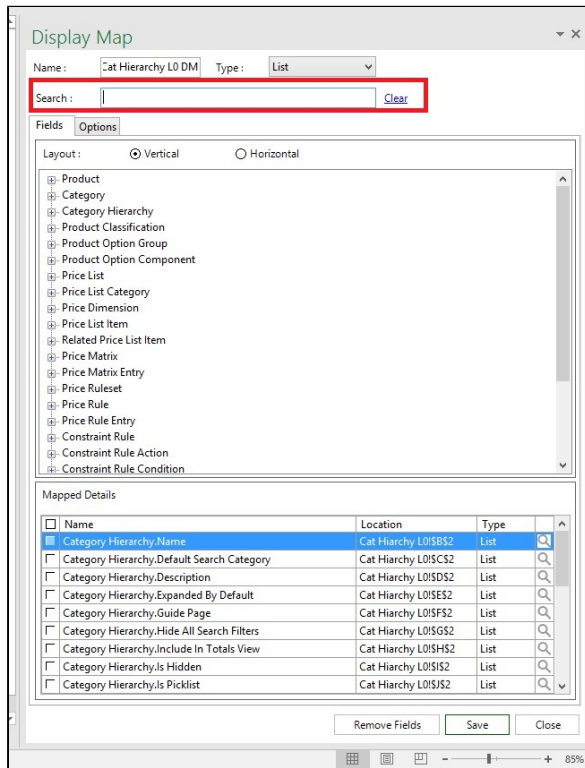 Display Map
Name : Cat Hierarchy L0 DM Type : List
Search : Clear
Fields Options
Layout : Vertical Horizontal
Product
Category
Category Hierarchy
Product Classification
Product Option Group
Product Option Component
Price List
Price List Category
Price Dimension
Price List Item
Related Price List Item
Price Matrix
Price Matrix Entry
Price Ruleset
Price Rule
Price Rule Entry
Constraint Rule
Constraint Rule Action
Constraint Rule Condition
Mapped Details
Name Location Type
Category Hierarchy.Name Cat Hiarchy L0!$B$2 List
Category Hierarchy.Default Search Category Cat Hiarchy L0!$C$2 List
Category Hierarchy.Description Cat Hiarchy L0!$D$2 List
Category Hierarchy.Expanded By Default Cat Hiarchy L0!$E$2 List
Category Hierarchy.Guide Page Cat Hiarchy L0!$F$2 List
Category Hierarchy.Hide All Search Filters Cat Hiarchy L0!$G$2 List
Category Hierarchy.Include In Totals View Cat Hiarchy L0!$H$2 List
Category Hierarchy.Is Hidden Cat Hiarchy L0!$I$2 List
Category Hierarchy.Is Picklist Cat Hiarchy L0!$J$2 List
Remove Fields Save Close
85%